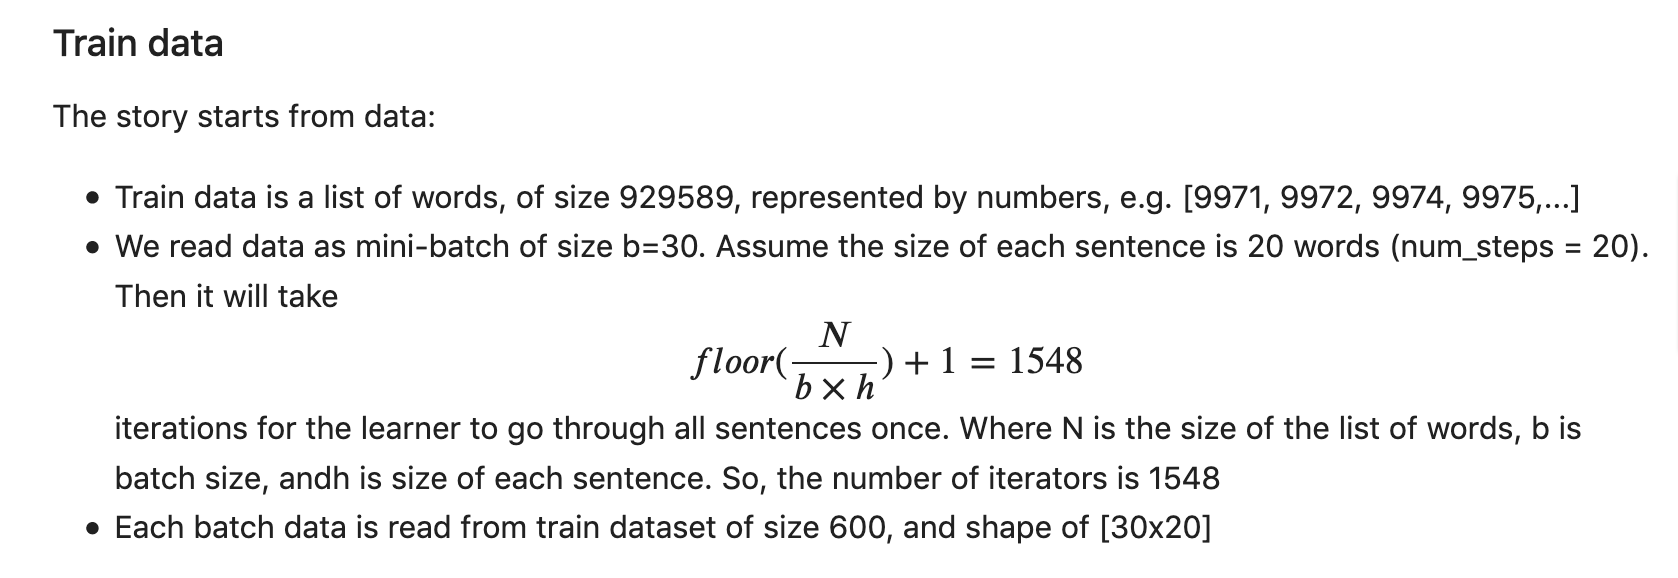 Train data
The story starts from data:
• Train data is a list of words, of size 929589, represented by numbers, e.g. [9971, 9972, 9974, 9975,...]
• We read data as mini-batch of size b=30. Assume the size of each sentence is 20 words (num_steps = 20).
Then it will take
floor(\frac{N}{b × h}) + 1 = 1548
iterations for the learner to go through all sentences once. Where N is the size of the list of words, b is
batch size, andh is size of each sentence. So, the number of iterators is 1548
• Each batch data is read from train dataset of size 600, and shape of [30x20]